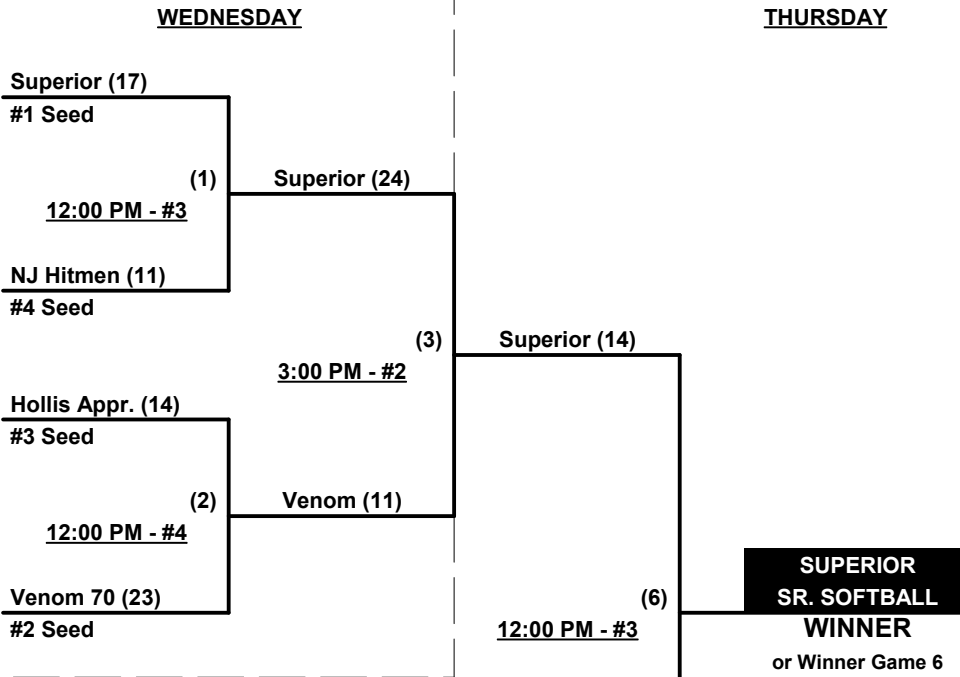 WEDNESDAY
THURSDAY
Superior (17)
#1 Seed
(1)
Superior (24)
12:00 PM - #3
NJ Hitmen (11)
#4 Seed
(3)
Superior (14)
3:00 PM - #2
Hollis Appr. (14)
#3 Seed
(2)
Venom (11)
12:00 PM - #4
Venom 70 (23)
#2 Seed
(6)
12:00 PM - #3
SUPERIOR
SR. SOFTBALL
WINNER
or Winner Game 6